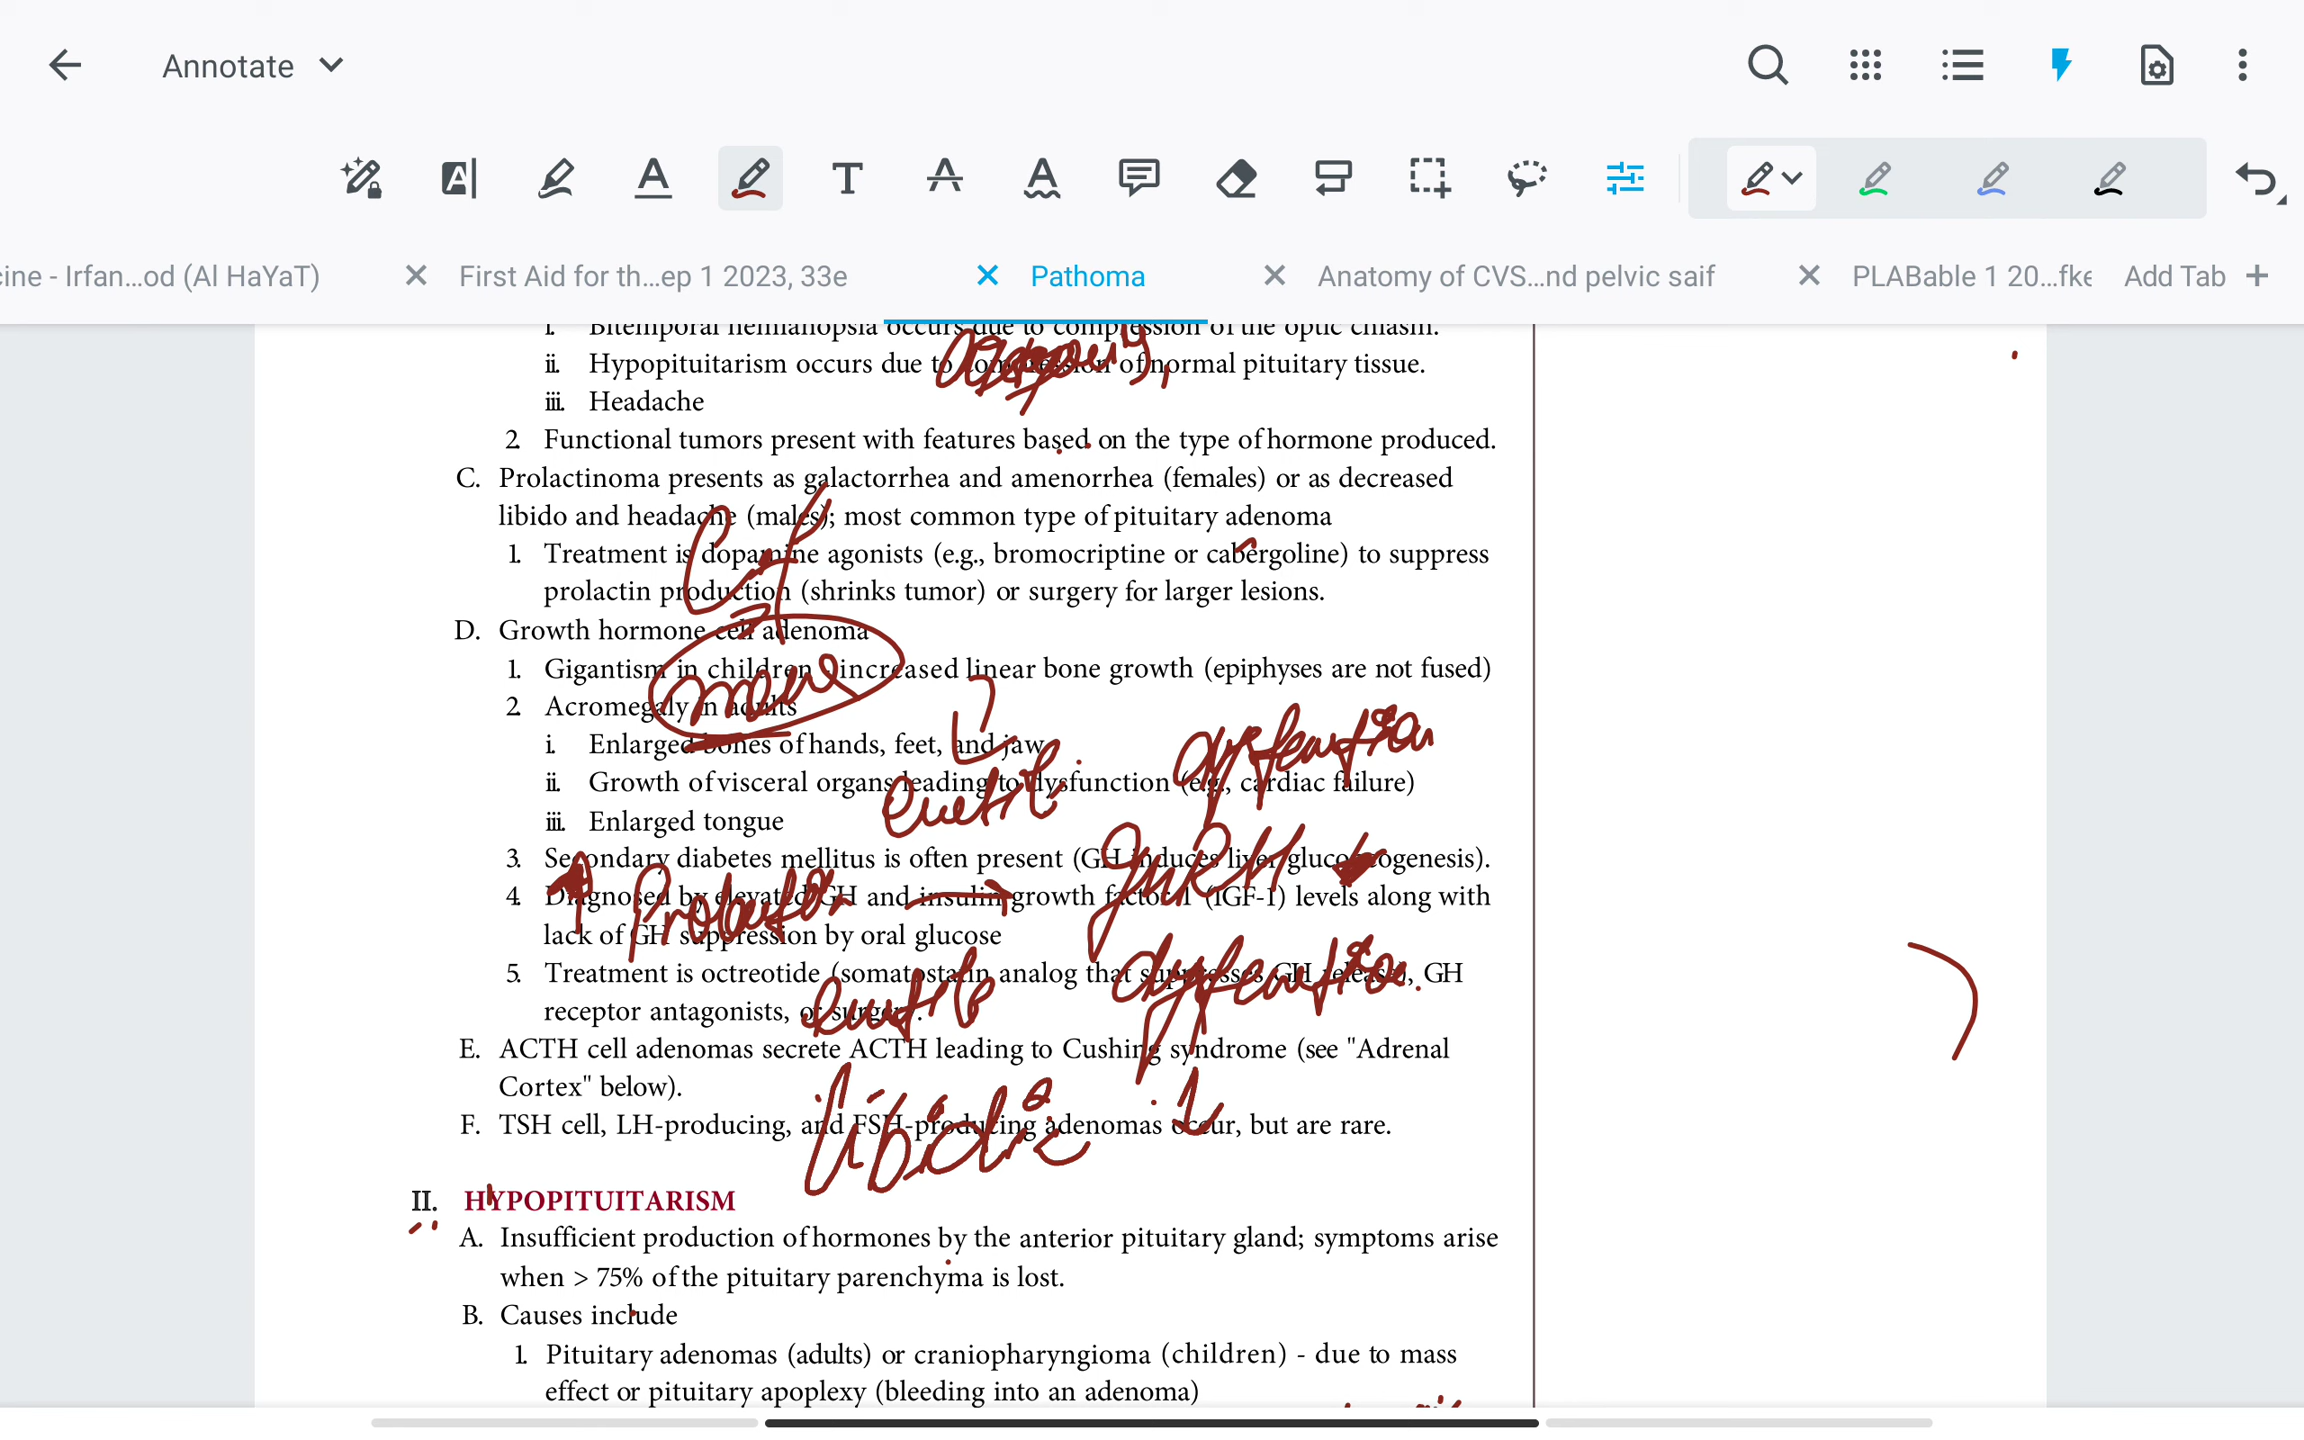 Annotate
cine - Irfan...od (Al HaYaT)
First Aid for th...ep 1 2023, 33e
Pathoma
Anatomy of CVS...nd pelvic saif
PLABable 1 20...fke
Add Tab
i. Bitemporal hemianopsia occurs due to compression of the optic chiasm.
ii. Hypopituitarism occurs due to compression of normal pituitary tissue.
iii. Headache
2. Functional tumors present with features based on the type of hormone produced.
C. Prolactinoma presents as galactorrhea and amenorrhea (females) or as decreased
libido and headache (males); most common type of pituitary adenoma
1. Treatment is dopamine agonists (e.g., bromocriptine or cabergoline) to suppress
prolactin production (shrinks tumor) or surgery for larger lesions.
D. Growth hormone cell adenoma
1. Gigantism in children increased linear bone growth (epiphyses are not fused)
2. Acromegaly in adults
i. Enlarged bones of hands, feet, and jaw
ii. Growth of visceral organs leading to dysfunction (e.g., cardiac failure)
iii. Enlarged tongue
3. Secondary diabetes mellitus is often present (GH induces liver gluconeogenesis).
4. Diagnosed by elevated GH and insulin growth factor-1 (IGF-1) levels along with
lack of GH suppression by oral glucose
5. Treatment is octreotide (somatostatin analog that suppresses GH release), GH
receptor antagonists, or surgery.
E. ACTH cell adenomas secrete ACTH leading to Cushing syndrome (see "Adrenal
Cortex" below).
F. TSH cell, LH-producing, and FSH-producing adenomas occur, but are rare.
II. HYPOPITUITARISM
A. Insufficient production of hormones by the anterior pituitary gland; symptoms arise
when > 75% of the pituitary parenchyma is lost.
B. Causes include
1. Pituitary adenomas (adults) or craniopharyngioma (children) - due to mass
effect or pituitary apoplexy (bleeding into an adenoma)
GnRH